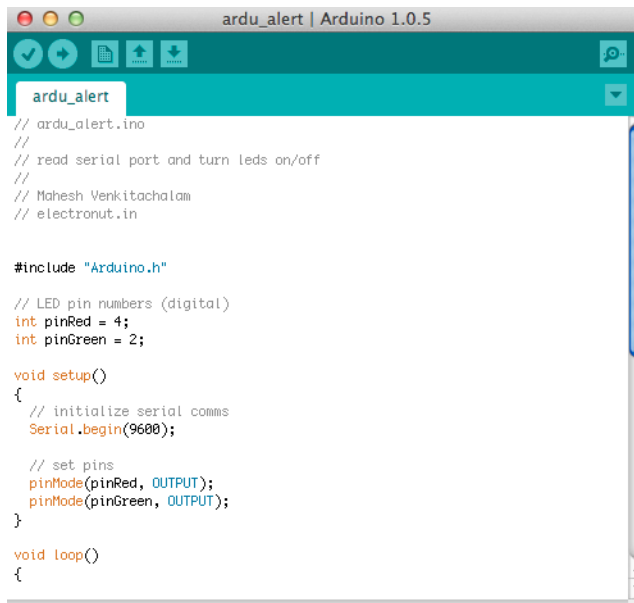 ardu_alert | Arduino 1.0.5
ardu_alert
// ardu_alert.ino
//
// read serial port and turn leds on/off
//
// Mahesh Venkitachalam
// electronut.in
#include "Arduino.h"
// LED pin numbers (digital)
int pinRed = 4;
int pinGreen = 2;
void setup()
{
  // initialize serial comms
  Serial.begin(9600);
  // set pins
  pinMode(pinRed, OUTPUT);
  pinMode(pinGreen, OUTPUT);
}
void loop()
{